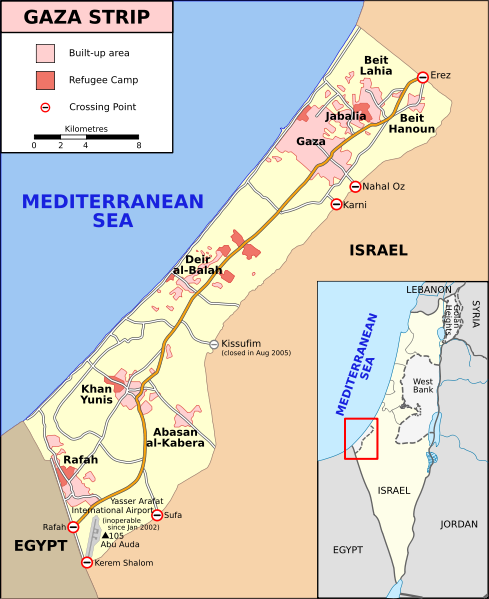 GAZA STRIP
Built-up area
Refugee Camp
Crossing Point
Kilometres
0 2 4 8
Beit
Lahia
Erez
Jabalia
Beit
Hanoun
Gaza
Nahal Oz
Karni
MEDITERRANEAN
SEA
ISRAEL
Deir
al-Balah
Kissufim
(closed in Aug 2005)
Khan
Yunis
Abasan
al-Kabera
Rafah
Yasser Arafat
International Airport
(inoperable
since Jan 2002)
Sufa
Rafah
105
Abu Auda
EGYPT
Kerem Shalom
LEBANON
SYRIA
Golan
Heights
MEDITERRANEAN
SEA
West
Bank
ISRAEL
JORDAN
EGYPT